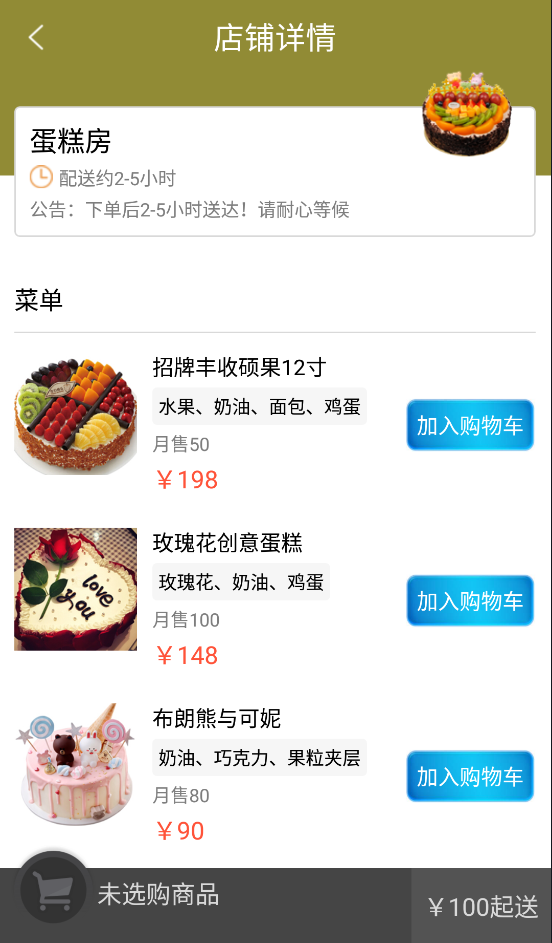 店铺详情
蛋糕房
配送约2-5小时
公告：下单后2-5小时送达！请耐心等候
菜单
招牌丰收硕果12寸
水果、奶油、面包、鸡蛋
月售50
￥198
加入购物车
玫瑰花创意蛋糕
玫瑰花、奶油、鸡蛋
月售100
￥148
加入购物车
love
you
布朗熊与可妮
奶油、巧克力、果粒夹层
月售80
￥90
加入购物车
未选购商品
￥100起送